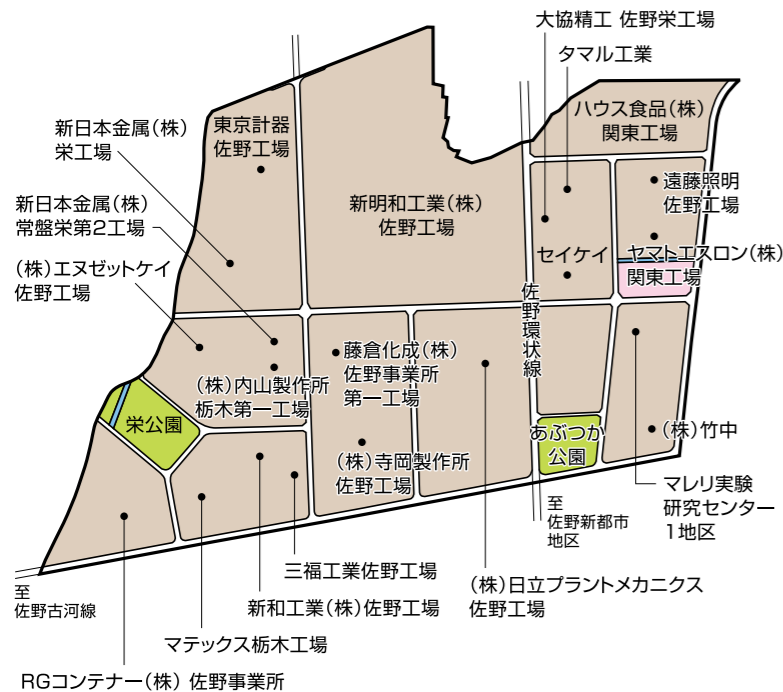 大協精工 佐野栄工場
タマル工業
ハウス食品(株)
関東工場
新日本金属(株)
栄工場
東京計器
佐野工場
遠藤照明
佐野工場
新日本金属(株)
常盤栄第2工場
新明和工業(株)
佐野工場
セイケイ
ヤマトエスロン(株)
関東工場
(株)エヌゼットケイ
佐野工場
佐野環状線
藤倉化成(株)
佐野事業所
第一工場
(株)内山製作所
栃木第一工場
栄公園
あぶつか
公園
(株)竹中
(株)寺岡製作所
佐野工場
マレリ実験
研究センター
1地区
至
佐野新都市
地区
三福工業佐野工場
(株)日立プラントメカニクス
佐野工場
至
佐野古河線
新和工業(株)佐野工場
マテックス栃木工場
RGコンテナー(株) 佐野事業所